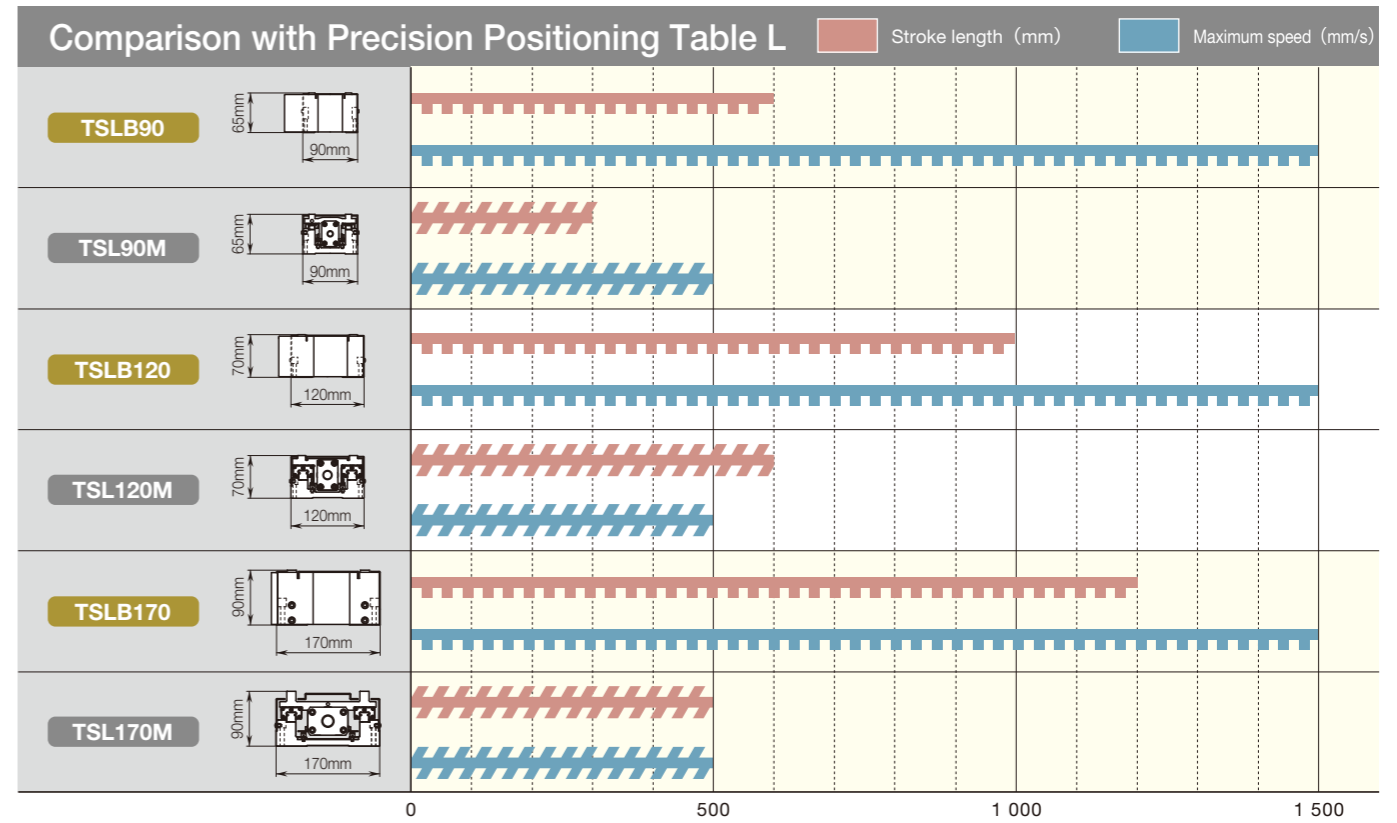 Comparison with Precision Positioning Table L Stroke length (mm) Maximum speed (mm/s)
TSLB90
65mm
90mm
TSL90M
65mm
90mm
TSLB120
70mm
120mm
TSL120M
70mm
120mm
TSLB170
90mm
170mm
TSL170M
90mm
170mm
0 500 1 000 1 500